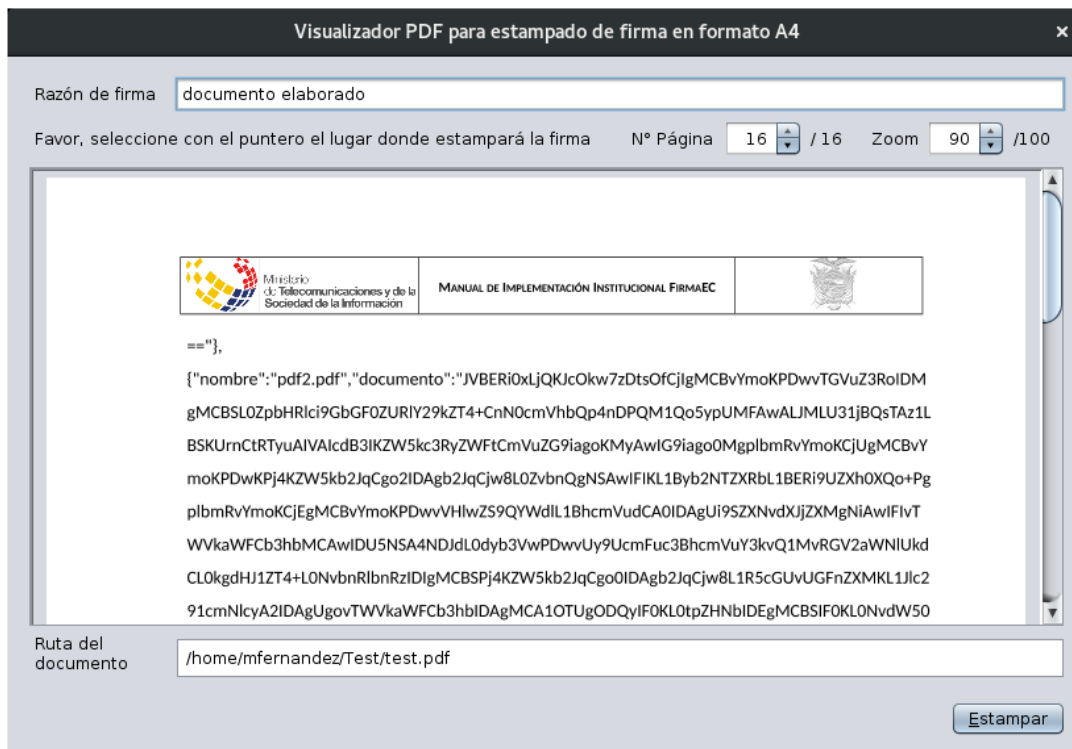 Visualizador PDF para estampado de firma en formato A4
Razón de firma documento elaborado
Favor, seleccione con el puntero el lugar donde estampará la firma N° Página 16 / 16 Zoom 90 /100
Ministerio
de Telecomunicaciones y de la
Sociedad de la Información
MANUAL DE IMPLEMENTACIÓN INSTITUCIONAL FIRMAEC
=="},
{"nombre":"pdf2.pdf","documento":"JVBERi0xLjQKJcOkw7zDtsOfCjIgMCBvYmoKPDwvTGVuZ3RoIDM
gMCBSL0ZpbHRlci9GbGF0ZURlY29kZT4+CnN0cmVhbQp4nDPQM1Qo5ypUMFAwALJMLU31jBQsTAz1L
BSKUrnCtRTyuAIVAIcdB3IKZW5kc3RyZWFtCmVuZG9iagoKMyAwIG9iago0MgplbmRvYmoKCjUgMCBvY
moKPDwKPj4KZW5kb2JqCgo2IDAgb2JqCjw8L0ZvbnQgNSAwIFIKL1Byb2NTZXRbL1BERi9UZXh0XQo+Pg
plbmRvYmoKCjEgMCBvYmoKPDwvVHlwZS9QYWdlL1BhcmVudCA0IDAgUi9SZXNvdXJjZXMgNiAwIFIvT
WVkaWFCb3hbMCAwIDU5NSA4NDJdL0dyb3VwPDwvUy9UcmFuc3BhcmVuY3kvQ1MvRGV2aWNlUkd
CL0kgdHJ1ZT4+L0NvbnRlbnRzIDIgMCBSPj4KZW5kb2JqCgo0IDAgb2JqCjw8L1R5cGUvUGFnZXMKL1Jlc2
91cmNlcyA2IDAgUgovTWVkaWFCb3hbIDAgMCA1OTUgODQyIF0KL0tpZHNbIDEgMCBSIF0KL0NvdW50
Ruta del
documento
/home/mfernandez/Test/test.pdf
Estampar